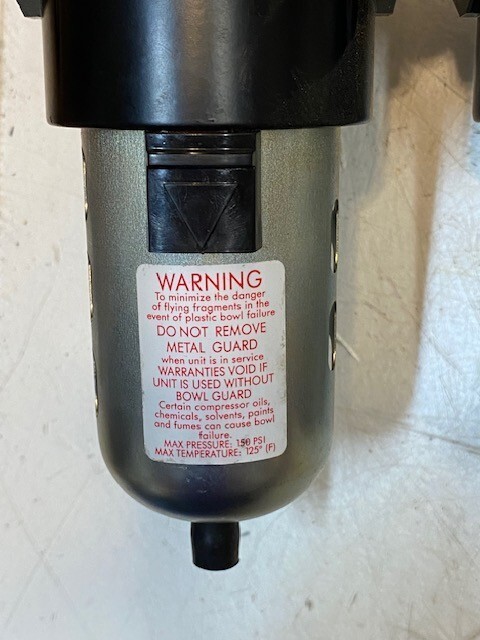 WARNING
To minimize the danger
of flying fragments in the
event of plastic bowl failure
DO NOT REMOVE
METAL GUARD
when unit is in service
WARRANTIES VOID IF
UNIT IS USED WITHOUT
BOWL GUARD
Certain compressor oils,
chemicals, solvents, paints
and fumes can cause bowl
failure.
MAX PRESSURE: 150 PSI
MAX TEMPERATURE: 125° (F)